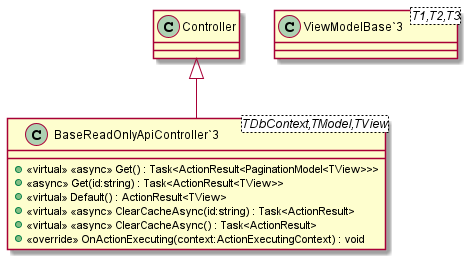 C Controller
C ViewModelBase`3
T1,T2,T3
C BaseReadOnlyApiController`3
TDbContext,TModel,TView
«virtual» «async» Get() : Task<ActionResult<PaginationModel<TView>>>
«async» Get(id:string) : Task<ActionResult<TView>>
«virtual» Default() : ActionResult<TView>
«virtual» «async» ClearCacheAsync(id:string) : Task<ActionResult>
«virtual» «async» ClearCacheAsync() : Task<ActionResult>
«override» OnActionExecuting(context:ActionExecutingContext) : void